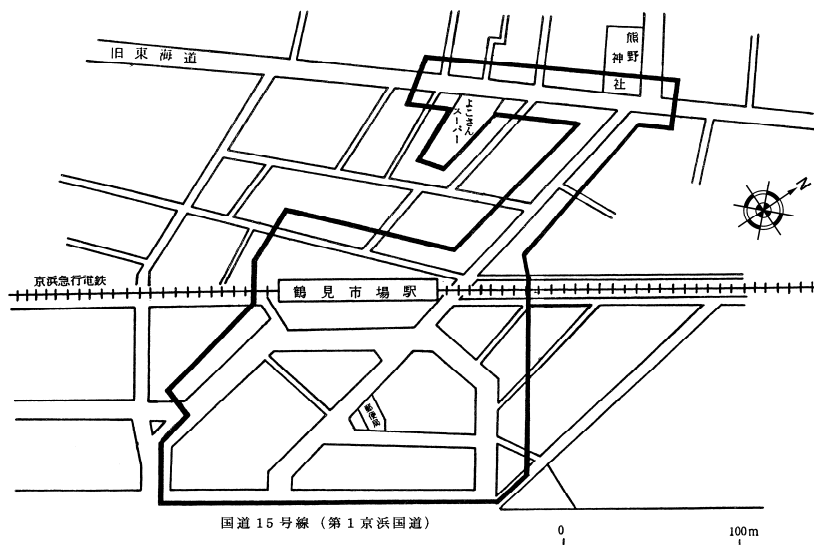 旧東海道
熊野神社
よこさんスーパー
N
京浜急行電鉄
鶴見市場駅
郵便局
国道15号線（第1京浜国道）
0 100m